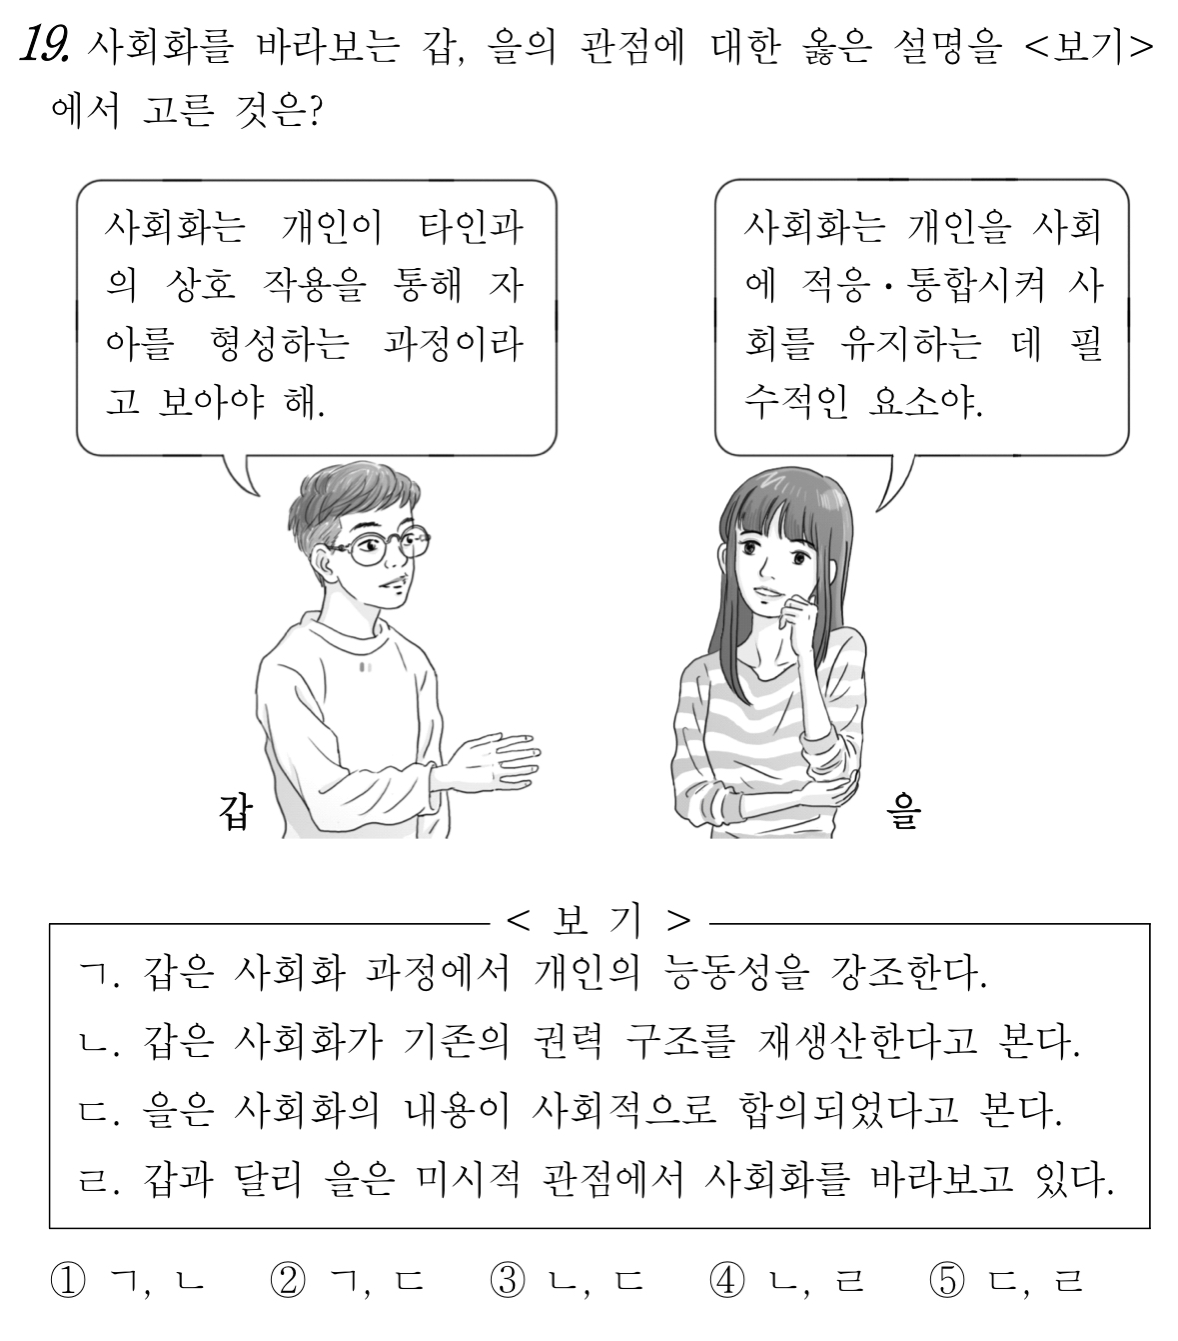 19. 사회화를 바라보는 갑, 을의 관점에 대한 옳은 설명을 <보기>
에서 고른 것은?
사회화는 개인이 타인과
의 상호 작용을 통해 자
아를 형성하는 과정이라
고 보아야 해.
사회화는 개인을 사회
에 적응·통합시켜 사
회를 유지하는 데 필
수적인 요소야.
갑
을
< 보 기 >
ㄱ. 갑은 사회화 과정에서 개인의 능동성을 강조한다.
ㄴ. 갑은 사회화가 기존의 권력 구조를 재생산한다고 본다.
ㄷ. 을은 사회화의 내용이 사회적으로 합의되었다고 본다.
ㄹ. 갑과 달리 을은 미시적 관점에서 사회화를 바라보고 있다.
① ㄱ, ㄴ ② ㄱ, ㄷ ③ ㄴ, ㄷ ④ ㄴ, ㄹ ⑤ ㄷ, ㄹ